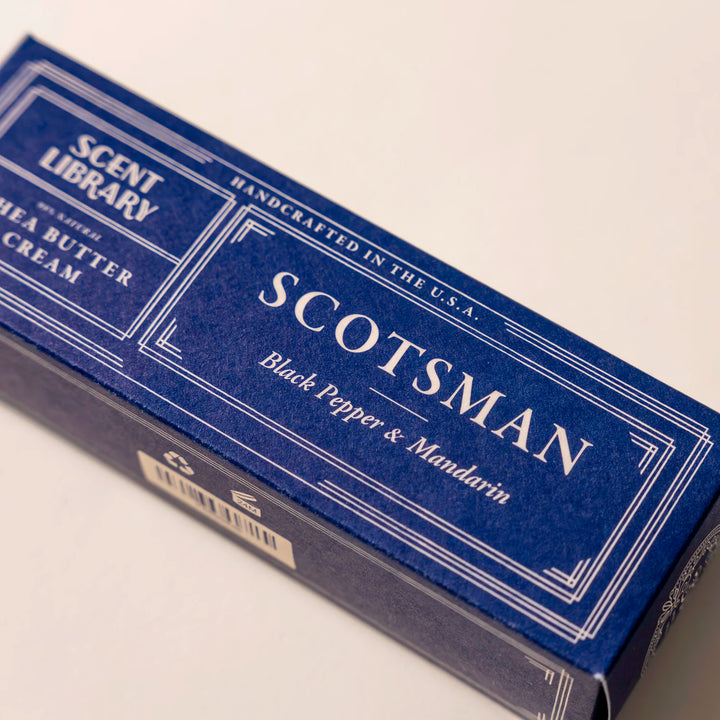 SCENT
LIBRARY
HEA BUTTER
CREAM
HANDCRAFTED IN THE U.S.A.
SCOTSMAN
Black Pepper & Mandarin